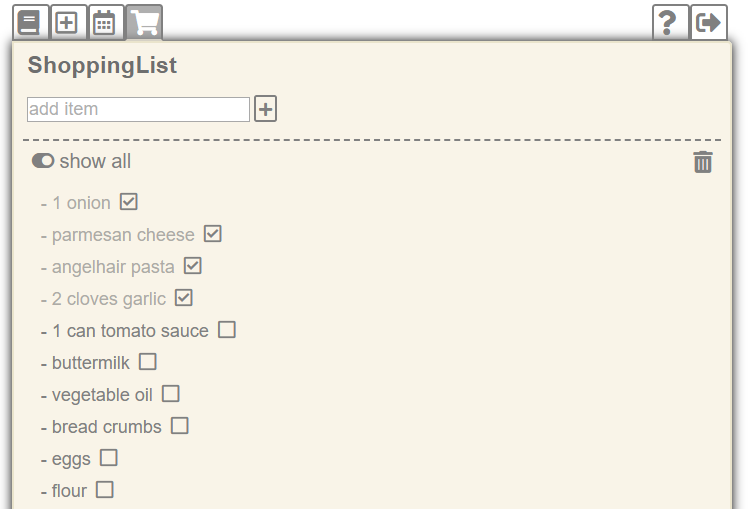 ShoppingList
add item
show all
- 1 onion
- parmesan cheese
- angelhair pasta
- 2 cloves garlic
- 1 can tomato sauce
- buttermilk
- vegetable oil
- bread crumbs
- eggs
- flour